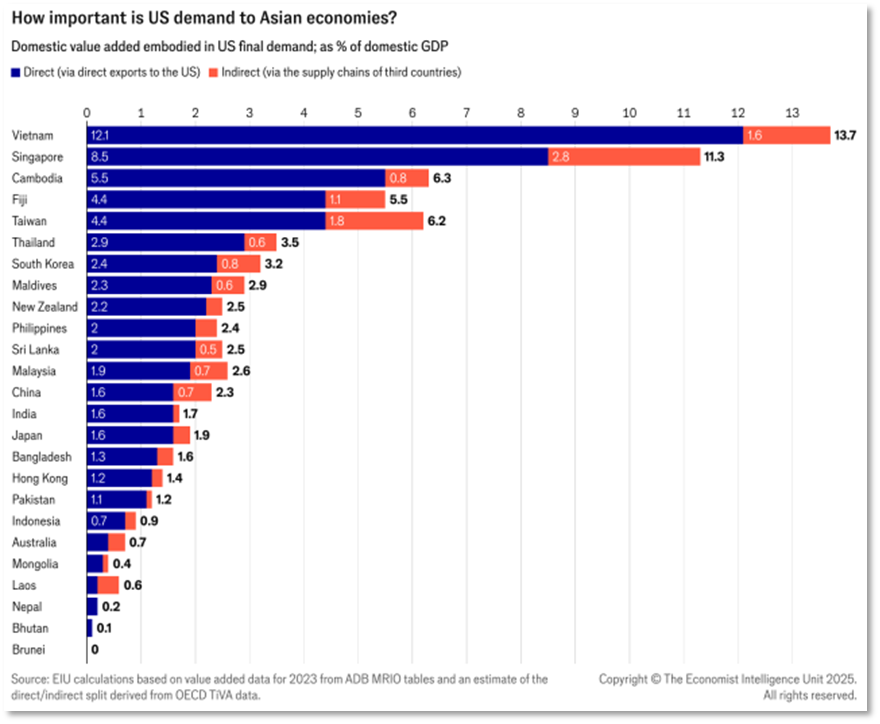 How important is US demand to Asian economies?
Domestic value added embodied in US final demand; as % of domestic GDP
Direct (via direct exports to the US) Indirect (via the supply chains of third countries)
0 1 2 3 4 5 6 7 8 9 10 11 12 13
Vietnam 12.1 1.6 13.7
Singapore 8.5 2.8 11.3
Cambodia 5.5 0.8 6.3
Fiji 4.4 1.1 5.5
Taiwan 4.4 1.8 6.2
Thailand 2.9 0.6 3.5
South Korea 2.4 0.8 3.2
Maldives 2.3 0.6 2.9
New Zealand 2.2 2.5
Philippines 2 2.4
Sri Lanka 2 0.5 2.5
Malaysia 1.9 0.7 2.6
China 1.6 0.7 2.3
India 1.6 1.7
Japan 1.6 1.9
Bangladesh 1.3 1.6
Hong Kong 1.2 1.4
Pakistan 1.1 1.2
Indonesia 0.7 0.9
Australia 0.7
Mongolia 0.4
Laos 0.6
Nepal 0.2
Bhutan 0.1
Brunei 0
Source: EIU calculations based on value added data for 2023 from ADB MRIO tables and an estimate of the
direct/indirect split derived from OECD TiVA data.
Copyright © The Economist Intelligence Unit 2025.
All rights reserved.